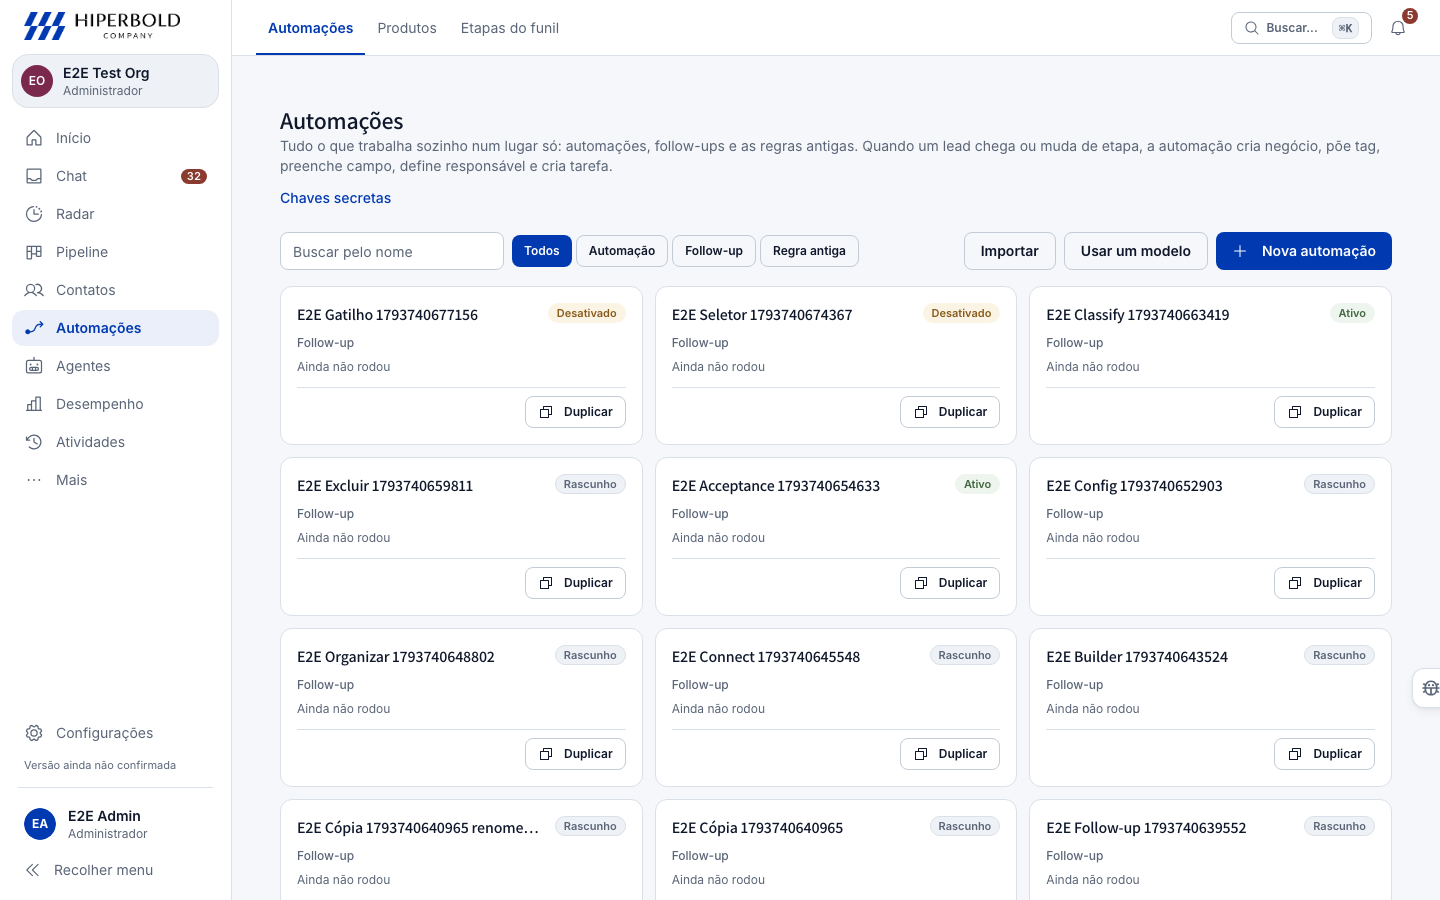 HIPERBOLD
COMPANY
EO
E2E Test Org
Administrador
Início
Chat
32
Radar
Pipeline
Contatos
Automações
Agentes
Desempenho
Atividades
Mais
Configurações
Versão ainda não confirmada
EA
E2E Admin
Administrador
Recolher menu
Automações Produtos Etapas do funil
Buscar... ⌘K
5
Automações
Tudo o que trabalha sozinho num lugar só: automações, follow-ups e as regras antigas. Quando um lead chega ou muda de etapa, a automação cria negócio, põe tag,
preenche campo, define responsável e cria tarefa.
Chaves secretas
Buscar pelo nome Todos Automação Follow-up Regra antiga Importar Usar um modelo Nova automação
E2E Gatilho 1793740677156 Desativado
Follow-up
Ainda não rodou
Duplicar
E2E Seletor 1793740674367 Desativado
Follow-up
Ainda não rodou
Duplicar
E2E Classify 1793740663419 Ativo
Follow-up
Ainda não rodou
Duplicar
E2E Excluir 1793740659811 Rascunho
Follow-up
Ainda não rodou
Duplicar
E2E Acceptance 1793740654633 Ativo
Follow-up
Ainda não rodou
Duplicar
E2E Config 1793740652903 Rascunho
Follow-up
Ainda não rodou
Duplicar
E2E Organizar 1793740648802 Rascunho
Follow-up
Ainda não rodou
Duplicar
E2E Connect 1793740645548 Rascunho
Follow-up
Ainda não rodou
Duplicar
E2E Builder 1793740643524 Rascunho
Follow-up
Ainda não rodou
Duplicar
E2E Cópia 1793740640965 renome... Rascunho
Follow-up
Ainda não rodou
E2E Cópia 1793740640965 Rascunho
Follow-up
Ainda não rodou
E2E Follow-up 1793740639552 Rascunho
Follow-up
Ainda não rodou